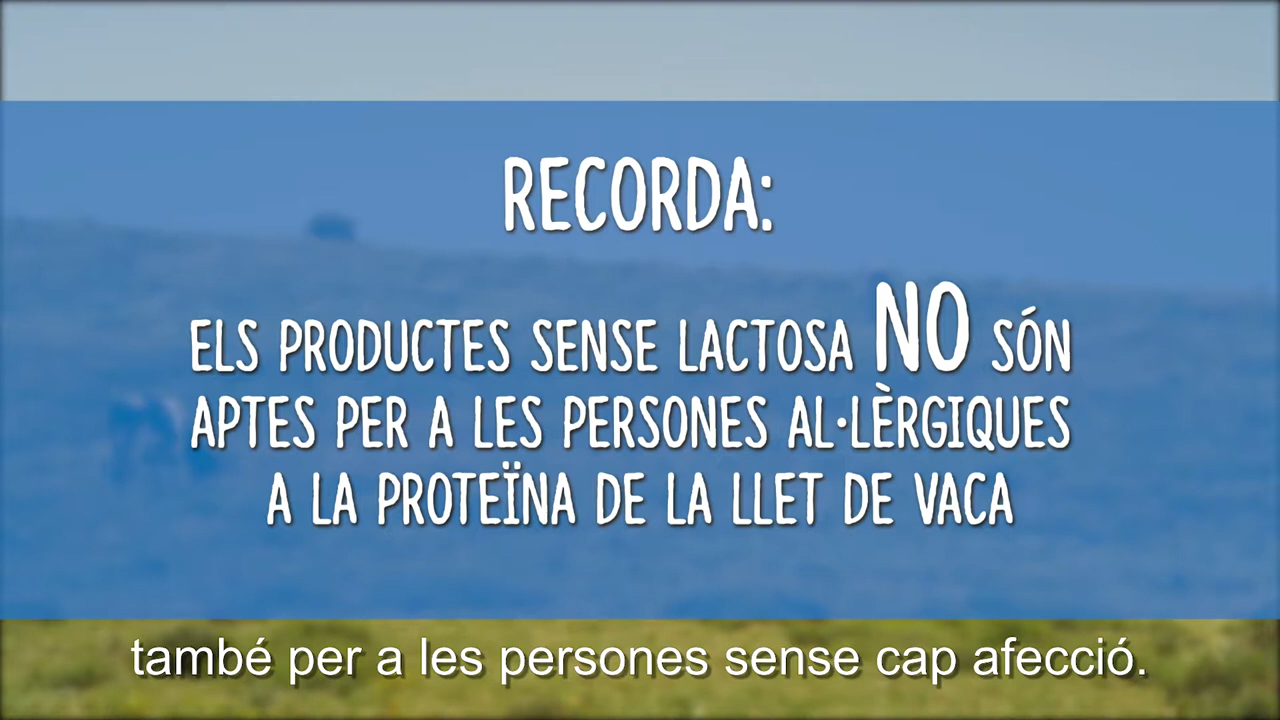 RECORDA:
ELS PRODUCTES SENSE LACTOSA NO SÓN
APTES PER A LES PERSONES AL·LÈRGIQUES
A LA PROTEÏNA DE LA LLET DE VACA
també per a les persones sense cap afecció.